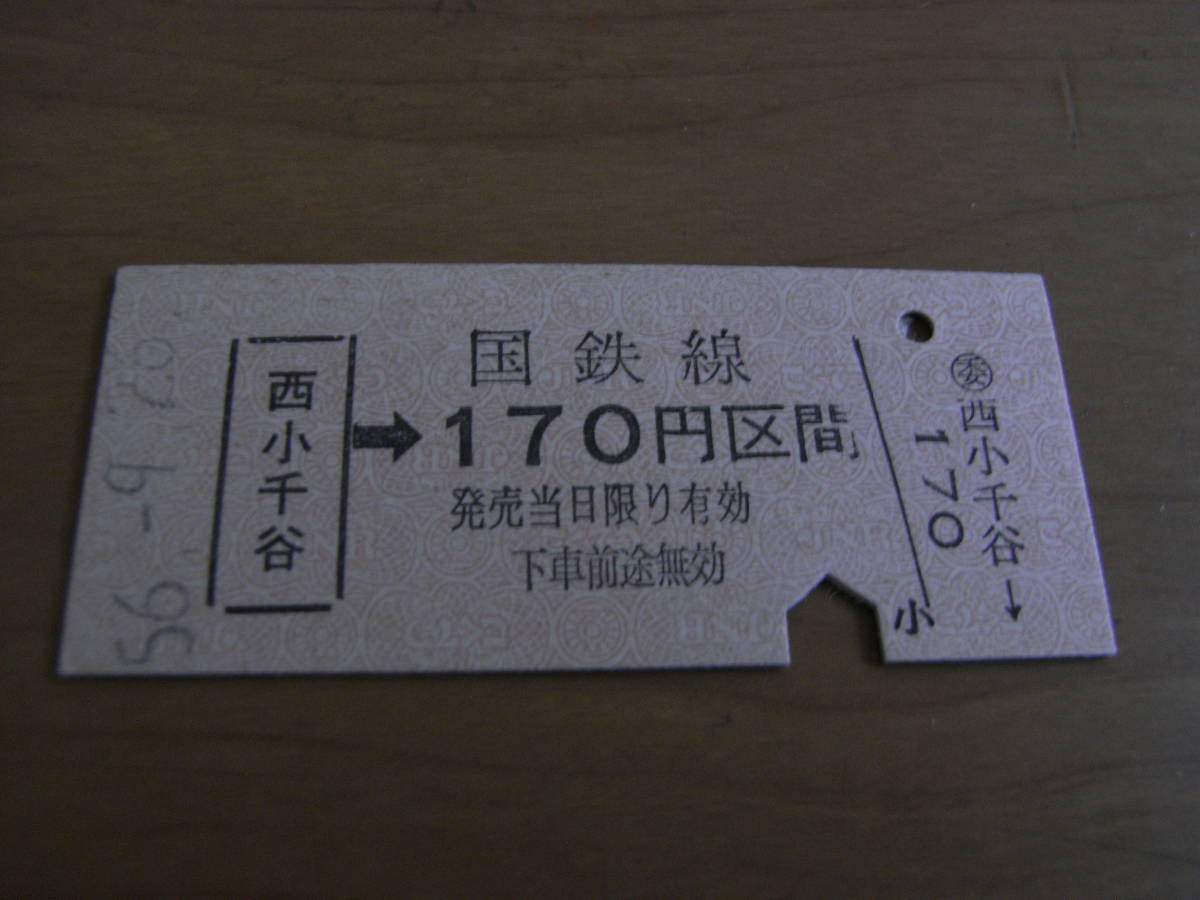 56.-9.20
西小千谷
国鉄線
➡170円区間
発売当日限り有効
下車前途無効
㊝西小千谷→
170
小